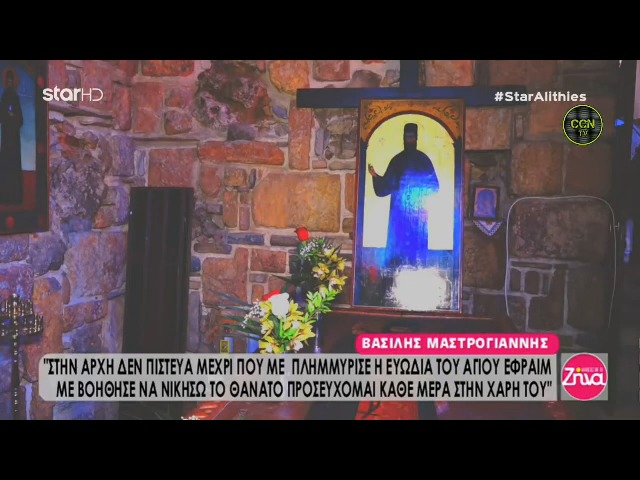 starHD
#StarAlithies
CCN
TV
ΒΑΣΙΛΗΣ ΜΑΣΤΡΟΓΙΑΝΝΗΣ
"ΣΤΗΝ ΑΡΧΗ ΔΕΝ ΠΙΣΤΕΥΑ ΜΕΧΡΙ ΠΟΥ ΜΕ ΠΛΗΜΜΥΡΙΣΕ Η ΕΥΩΔΙΑ ΤΟΥ ΑΓΙΟΥ ΕΦΡΑΙΜ
ΜΕ ΒΟΗΘΗΣΕ ΝΑ ΝΙΚΗΣΩ ΤΟ ΘΑΝΑΤΟ ΠΡΟΣΕΥΧΟΜΑΙ ΚΑΘΕ ΜΕΡΑ ΣΤΗΝ ΧΑΡΗ ΤΟΥ"
Ζήνα